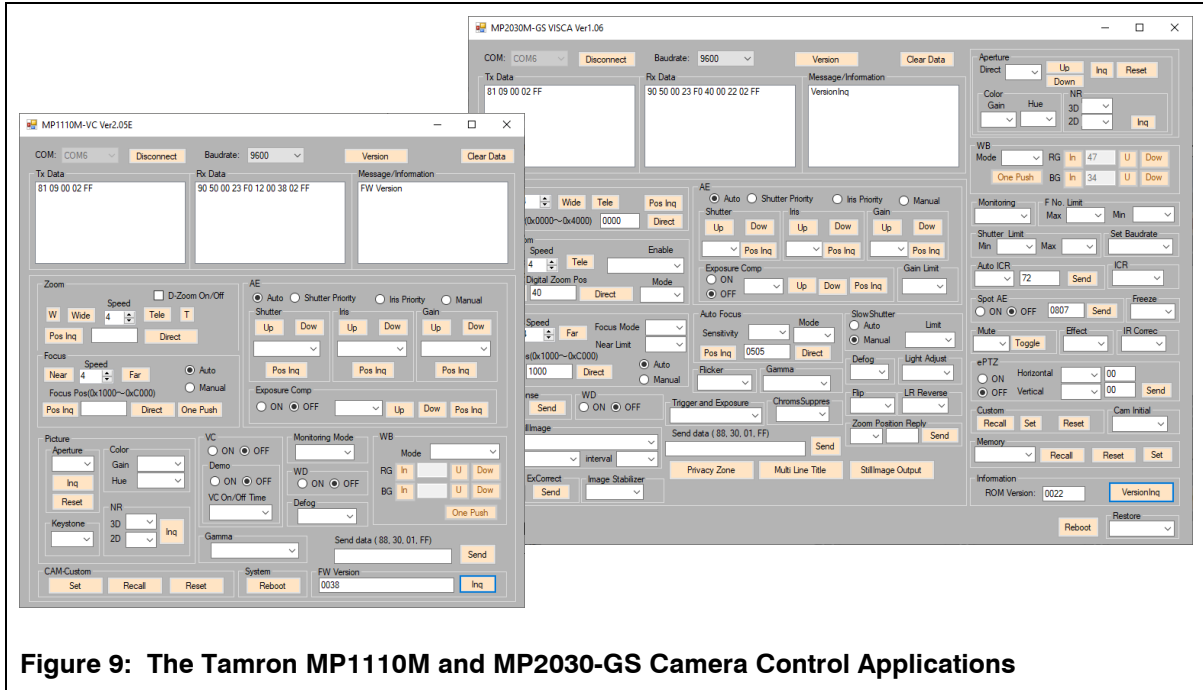 MP2030M-GS VISCA Ver1.06
COM: COM6 Disconnect Baudrate: 9600 Version Clear Data
Tx Data Rx Data Message/Information
81 09 00 02 FF 90 50 00 23 F0 40 00 22 02 FF VersionInq
Aperture
Direct Up Inq Reset
Down
Color NR
Gain Hue 3D
2D Inq
WB
Mode RG In 47 U Dow
One Push BG In 34 U Dow
Monitoring F No. Limit
Max Min
Shutter Limit Set Baudrate
Min Max
Auto ICR ICR
72 Send
Spot AE Freeze
ON OFF 0807 Send
Mute Effect IR Correc
Toggle
ePTZ
ON Horizontal 00
OFF Vertical 00 Send
Custom Cam Initial
Recall Set Reset
Memory
Recall Reset Set
Information
ROM Version: 0022 VersionInq
Restore
Reboot
Wide Tele Pos Inq
(0x0000~0x4000) 0000 Direct
om
Speed Enable
4 Tele
Digital Zoom Pos Mode
40 Direct
Speed Focus Mode
Far Near Limit
s(0x1000~0xC000) Auto
1000 Direct Manual
nse WD
Send ON OFF
tillImage
interval
ExCorrect Image Stabilizer
Send
AE
Auto Shutter Priority Iris Priority Manual
Shutter Iris Gain
Up Dow Up Dow Up Dow
Pos Inq Pos Inq Pos Inq
Exposure Comp Gain Limit
ON
OFF Up Dow Pos Inq
Auto Focus SlowShutter
Sensitivity Mode Auto Limit
Manual
Pos Inq 0505 Direct
Defog Light Adjust
Flicker Gamma
Flip LR Reverse
Trigger and Exposure ChromsSuppres
Zoom Position Reply
Send data ( 88, 30, 01, FF) Send
Send
Privacy Zone Multi Line Title StillImage Output
MP1110M-VC Ver2.05E
COM: COM6 Disconnect Baudrate: 9600 Version Clear Data
Tx Data Rx Data Message/Information
81 09 00 02 FF 90 50 00 23 F0 12 00 38 02 FF FW Version
Zoom
Speed D-Zoom On/Off
W Wide 4 Tele T
Pos Inq Direct
Focus
Speed
Near 4 Far Auto
Focus Pos(0x1000~0xC000) Manual
Pos Inq Direct One Push
AE
Auto Shutter Priority Iris Priority Manual
Shutter Iris Gain
Up Dow Up Dow Up Dow
Pos Inq Pos Inq Pos Inq
Exposure Comp
ON OFF Up Dow Pos Inq
Picture
Aperture Color
Gain
Inq Hue
Reset
NR
Keystone 3D
2D Inq
VC
ON OFF
Demo
ON OFF
VC On/Off Time
Monitoring Mode
WD
ON OFF
Defog
WB
Mode
RG In U Dow
BG In U Dow
One Push
Gamma Send data ( 88, 30, 01, FF)
Send
CAM-Custom System FW Version
Set Recall Reset Reboot 0038 Inq
Figure 9: The Tamron MP1110M and MP2030-GS Camera Control Applications